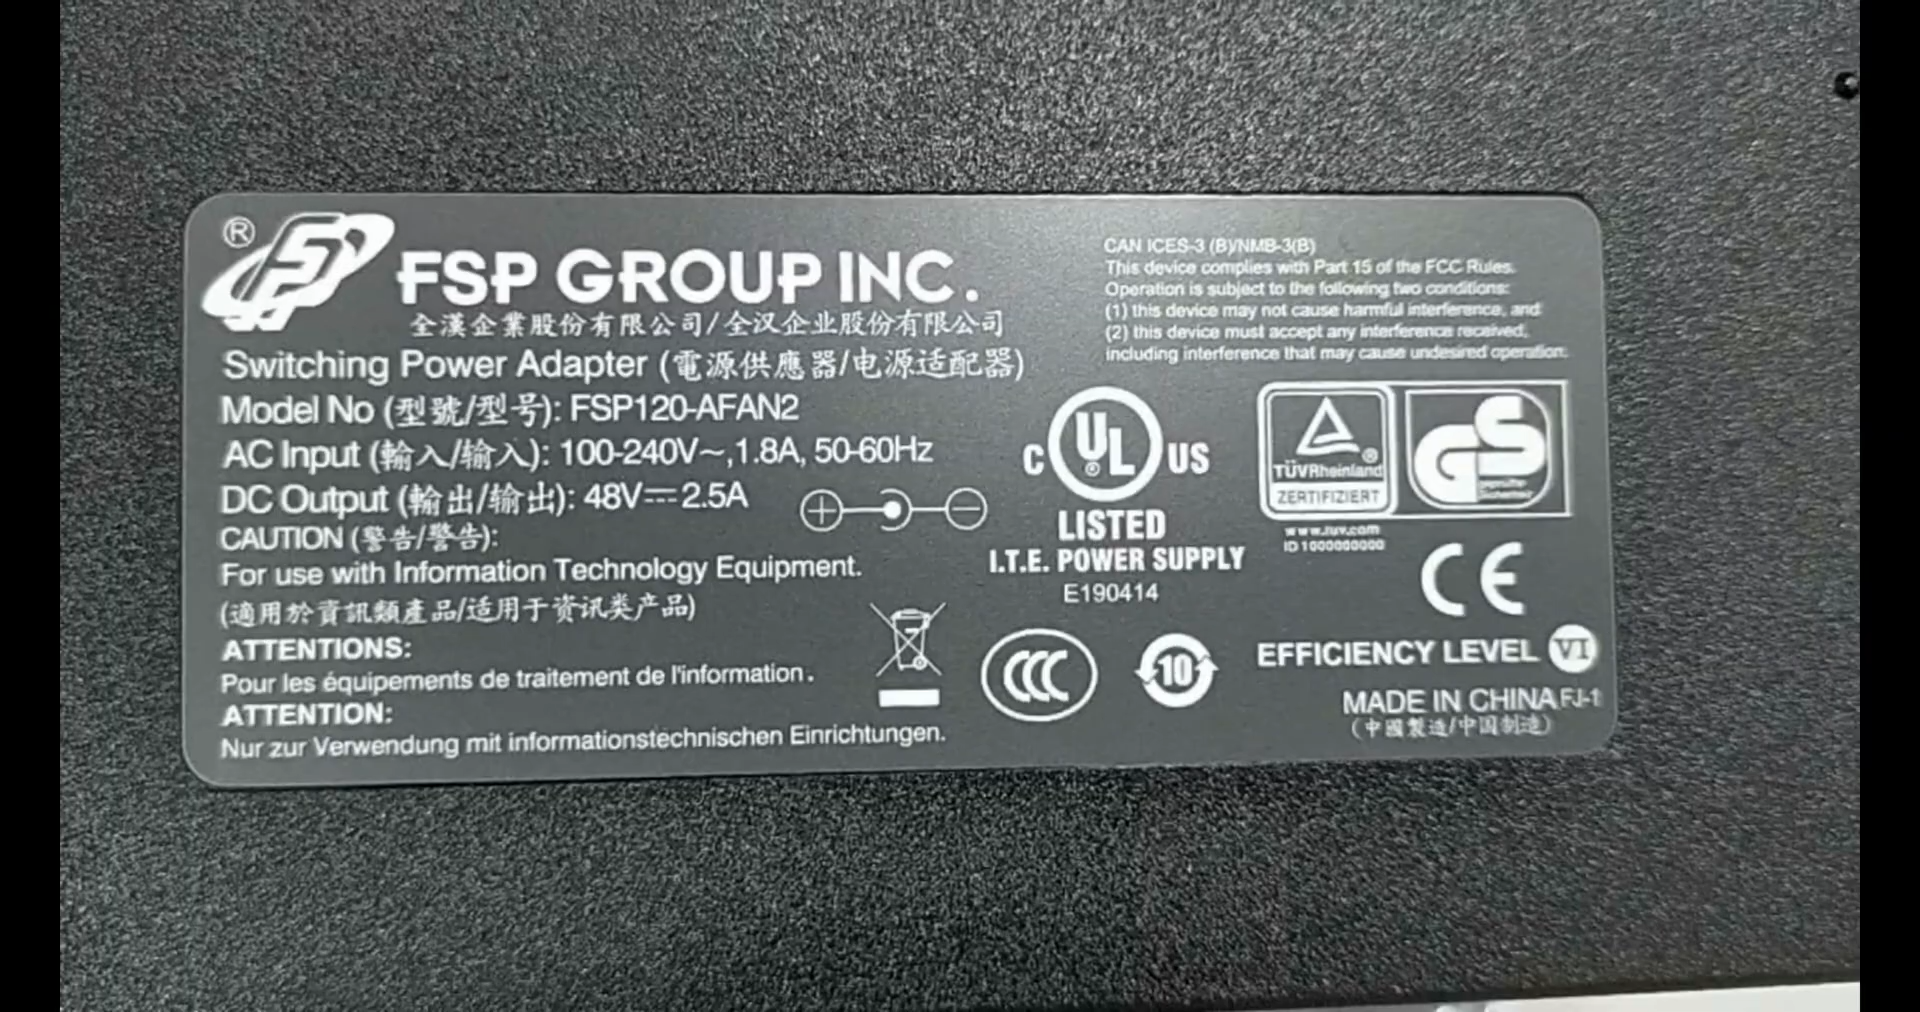 ®
FSP GROUP INC.
全漢企業股份有限公司/全汉企业股份有限公司
Switching Power Adapter (電源供應器/电源适配器)
Model No (型號/型号): FSP120-AFAN2
AC Input (輸入/输入): 100-240V~,1.8A, 50-60Hz
DC Output (輸出/输出): 48V⎓2.5A
CAUTION (警告/警告):
For use with Information Technology Equipment.
(適用於資訊類產品/适用于资讯类产品)
ATTENTIONS:
Pour les équipements de traitement de l'information.
ATTENTION:
Nur zur Verwendung mit informationstechnischen Einrichtungen.
CAN ICES-3 (B)/NMB-3(B)
This device complies with Part 15 of the FCC Rules.
Operation is subject to the following two conditions:
(1) this device may not cause harmful interference, and
(2) this device must accept any interference received,
including interference that may cause undesired operation.
C UL ® US
LISTED
I.T.E. POWER SUPPLY
E190414
TÜVRheinland ®
ZERTIFIZIERT
GS
geprüfte
Sicherheit
www.tuv.com
ID 1000000000
CE
CCC
10
EFFICIENCY LEVEL VI
MADE IN CHINA FJ-1
(中國製造/中国制造)